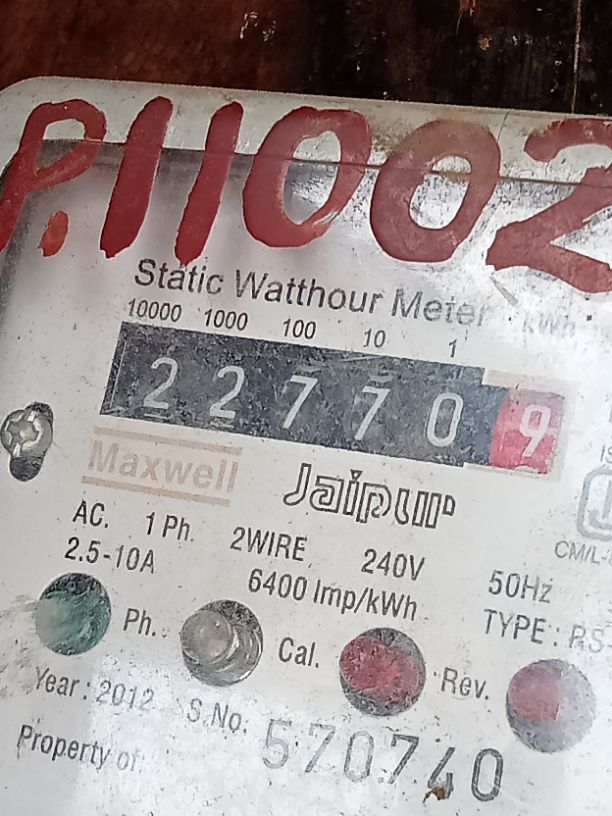 P.11002
Static Watthour Meter kWh
10000 1000 100 10 1
2 2 7 7 0 9
Maxwell Jaipur
AC. 1 Ph. 2WIRE 240V 50Hz
2.5-10A 6400 Imp/kWh TYPE : RS-
Ph. Cal. Rev.
Year : 2012 S.No. 570740
Property of